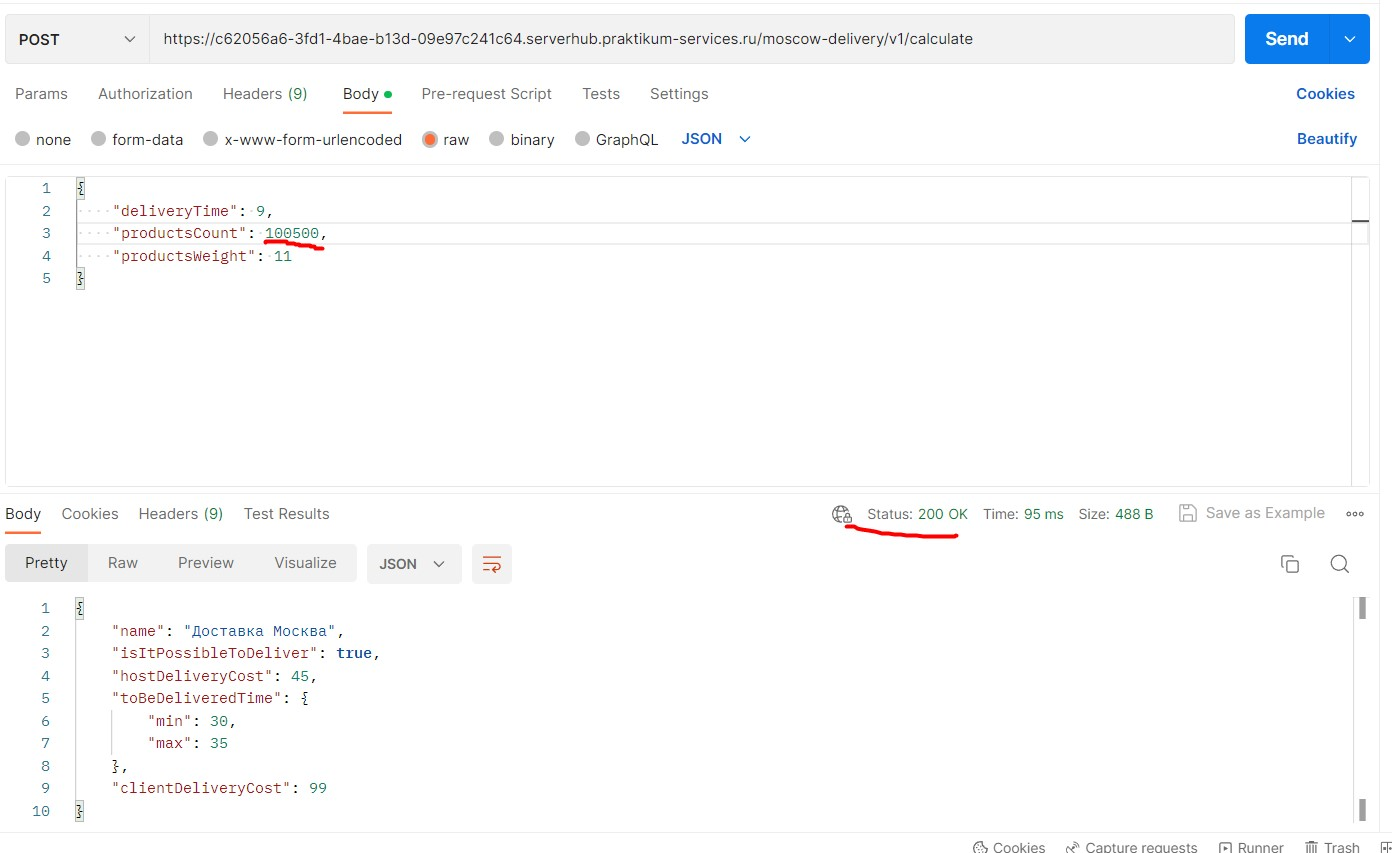 POST https://c62056a6-3fd1-4bae-b13d-09e97c241c64.serverhub.praktikum-services.ru/moscow-delivery/v1/calculate Send
Params Authorization Headers (9) Body Pre-request Script Tests Settings Cookies
none form-data x-www-form-urlencoded raw binary GraphQL JSON Beautify
1 {
2 "deliveryTime": 9,
3 "productsCount": 100500,
4 "productsWeight": 11
5 }
Body Cookies Headers (9) Test Results Status: 200 OK Time: 95 ms Size: 488 B Save as Example
Pretty Raw Preview Visualize JSON
1 {
2 "name": "Доставка Москва",
3 "isItPossibleToDeliver": true,
4 "hostDeliveryCost": 45,
5 "toBeDeliveredTime": {
6 "min": 30,
7 "max": 35
8 },
9 "clientDeliveryCost": 99
10 }
Cookies Capture requests Runner Trash